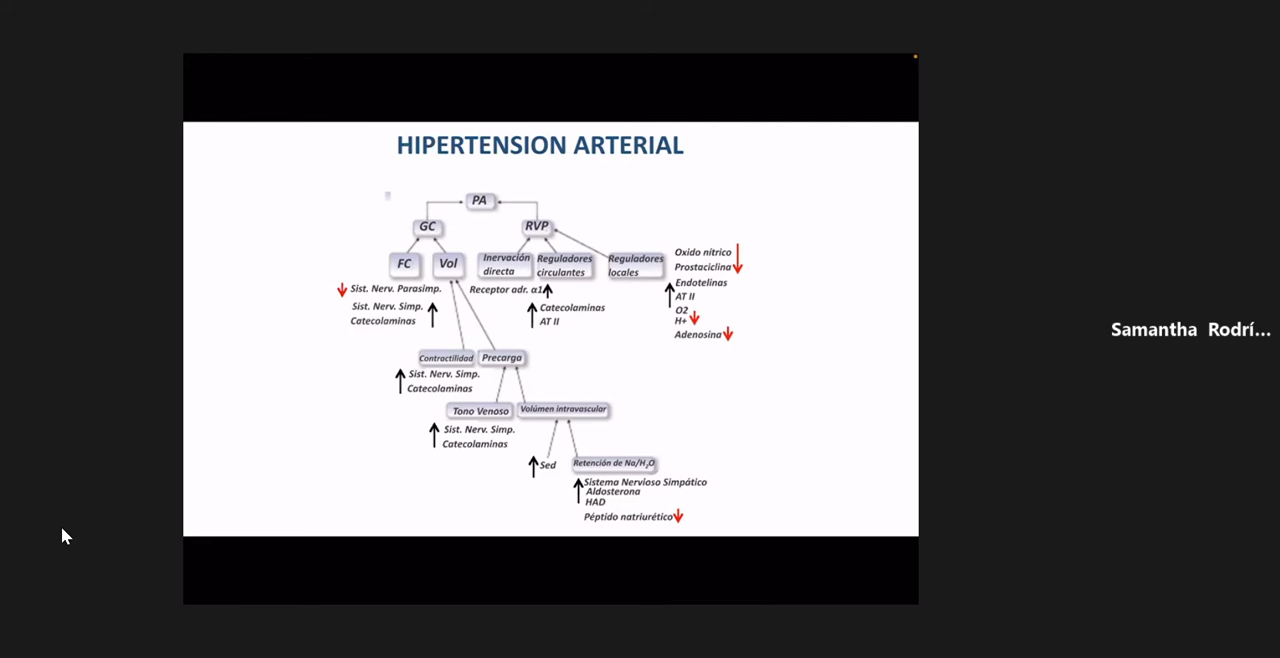 HIPERTENSION ARTERIAL
PA
GC
RVP
FC
Vol
Inervación
directa
Reguladores
circulantes
Reguladores
locales
Oxido nítrico
Prostaciclina
Endotelinas
AT II
O2
H+
Adenosina
Sist. Nerv. Parasimp.
Sist. Nerv. Simp.
Catecolaminas
Receptor adr. α1
Catecolaminas
AT II
Contractilidad
Precarga
Sist. Nerv. Simp.
Catecolaminas
Tono Venoso
Volúmen intravascular
Sist. Nerv. Simp.
Catecolaminas
Sed
Retención de Na/H₂O
Sistema Nervioso Simpático
Aldosterona
HAD
Péptido natriurético
Samantha Rodrí...